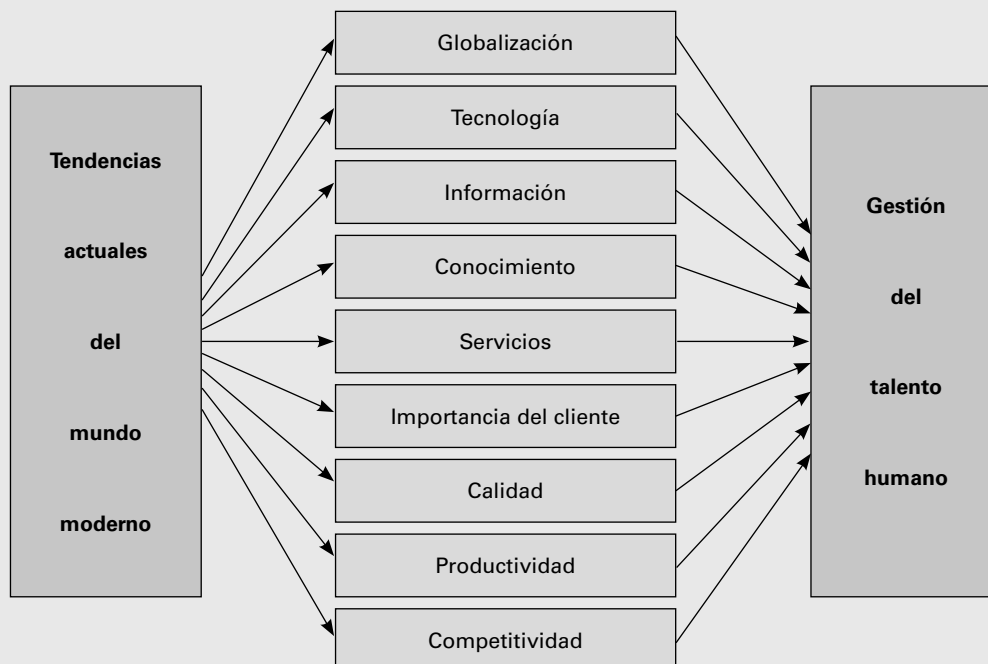 Tendencias
actuales
del
mundo
moderno
Globalización
Tecnología
Información
Conocimiento
Servicios
Importancia del cliente
Calidad
Productividad
Competitividad
Gestión
del
talento
humano